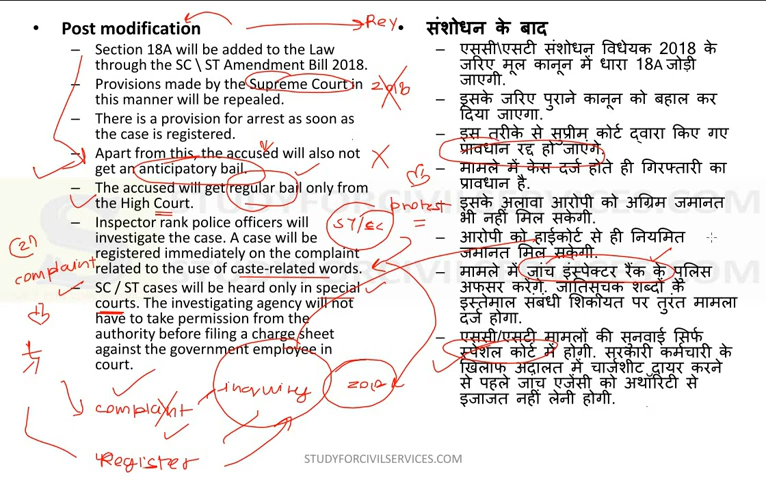 • Post modification
– Section 18A will be added to the Law
through the SC \ ST Amendment Bill 2018.
– Provisions made by the Supreme Court in
this manner will be repealed.
– There is a provision for arrest as soon as
the case is registered.
– Apart from this, the accused will also not
get an anticipatory bail.
– The accused will get regular bail only from
the High Court.
– Inspector rank police officers will
investigate the case. A case will be
registered immediately on the complaint
related to the use of caste-related words.
– SC / ST cases will be heard only in special
courts. The investigating agency will not
have to take permission from the
authority before filing a charge sheet
against the government employee in
court.
Rey
2018
ST/SC
protest
complaint
complaint
inquiry
2018
Register
• संशोधन के बाद
– एससी\एसटी संशोधन विधेयक 2018 के
जरिए मूल कानून में धारा 18A जोड़ी
जाएगी.
– इसके जरिए पुराने कानून को बहाल कर
दिया जाएगा.
– इस तरीके से सुप्रीम कोर्ट द्वारा किए गए
प्रावधान रद्द हो जाएंगे.
– मामले में केस दर्ज होते ही गिरफ्तारी का
प्रावधान है.
– इसके अलावा आरोपी को अग्रिम जमानत
भी नहीं मिल सकेगी.
– आरोपी को हाईकोर्ट से ही नियमित
जमानत मिल सकेगी.
– मामले में जांच इंस्पेक्टर रैंक के पुलिस
अफसर करेंगे. जातिसूचक शब्दों के
इस्तेमाल संबंधी शिकायत पर तुरंत मामला
दर्ज होगा.
– एससी/एसटी मामलों की सुनवाई सिर्फ
स्पेशल कोर्ट में होगी. सरकारी कर्मचारी के
खिलाफ अदालत में चार्जशीट दायर करने
से पहले जांच एजेंसी को अथॉरिटी से
इजाजत नहीं लेनी होगी.
STUDYFORCIVILSERVICES.COM